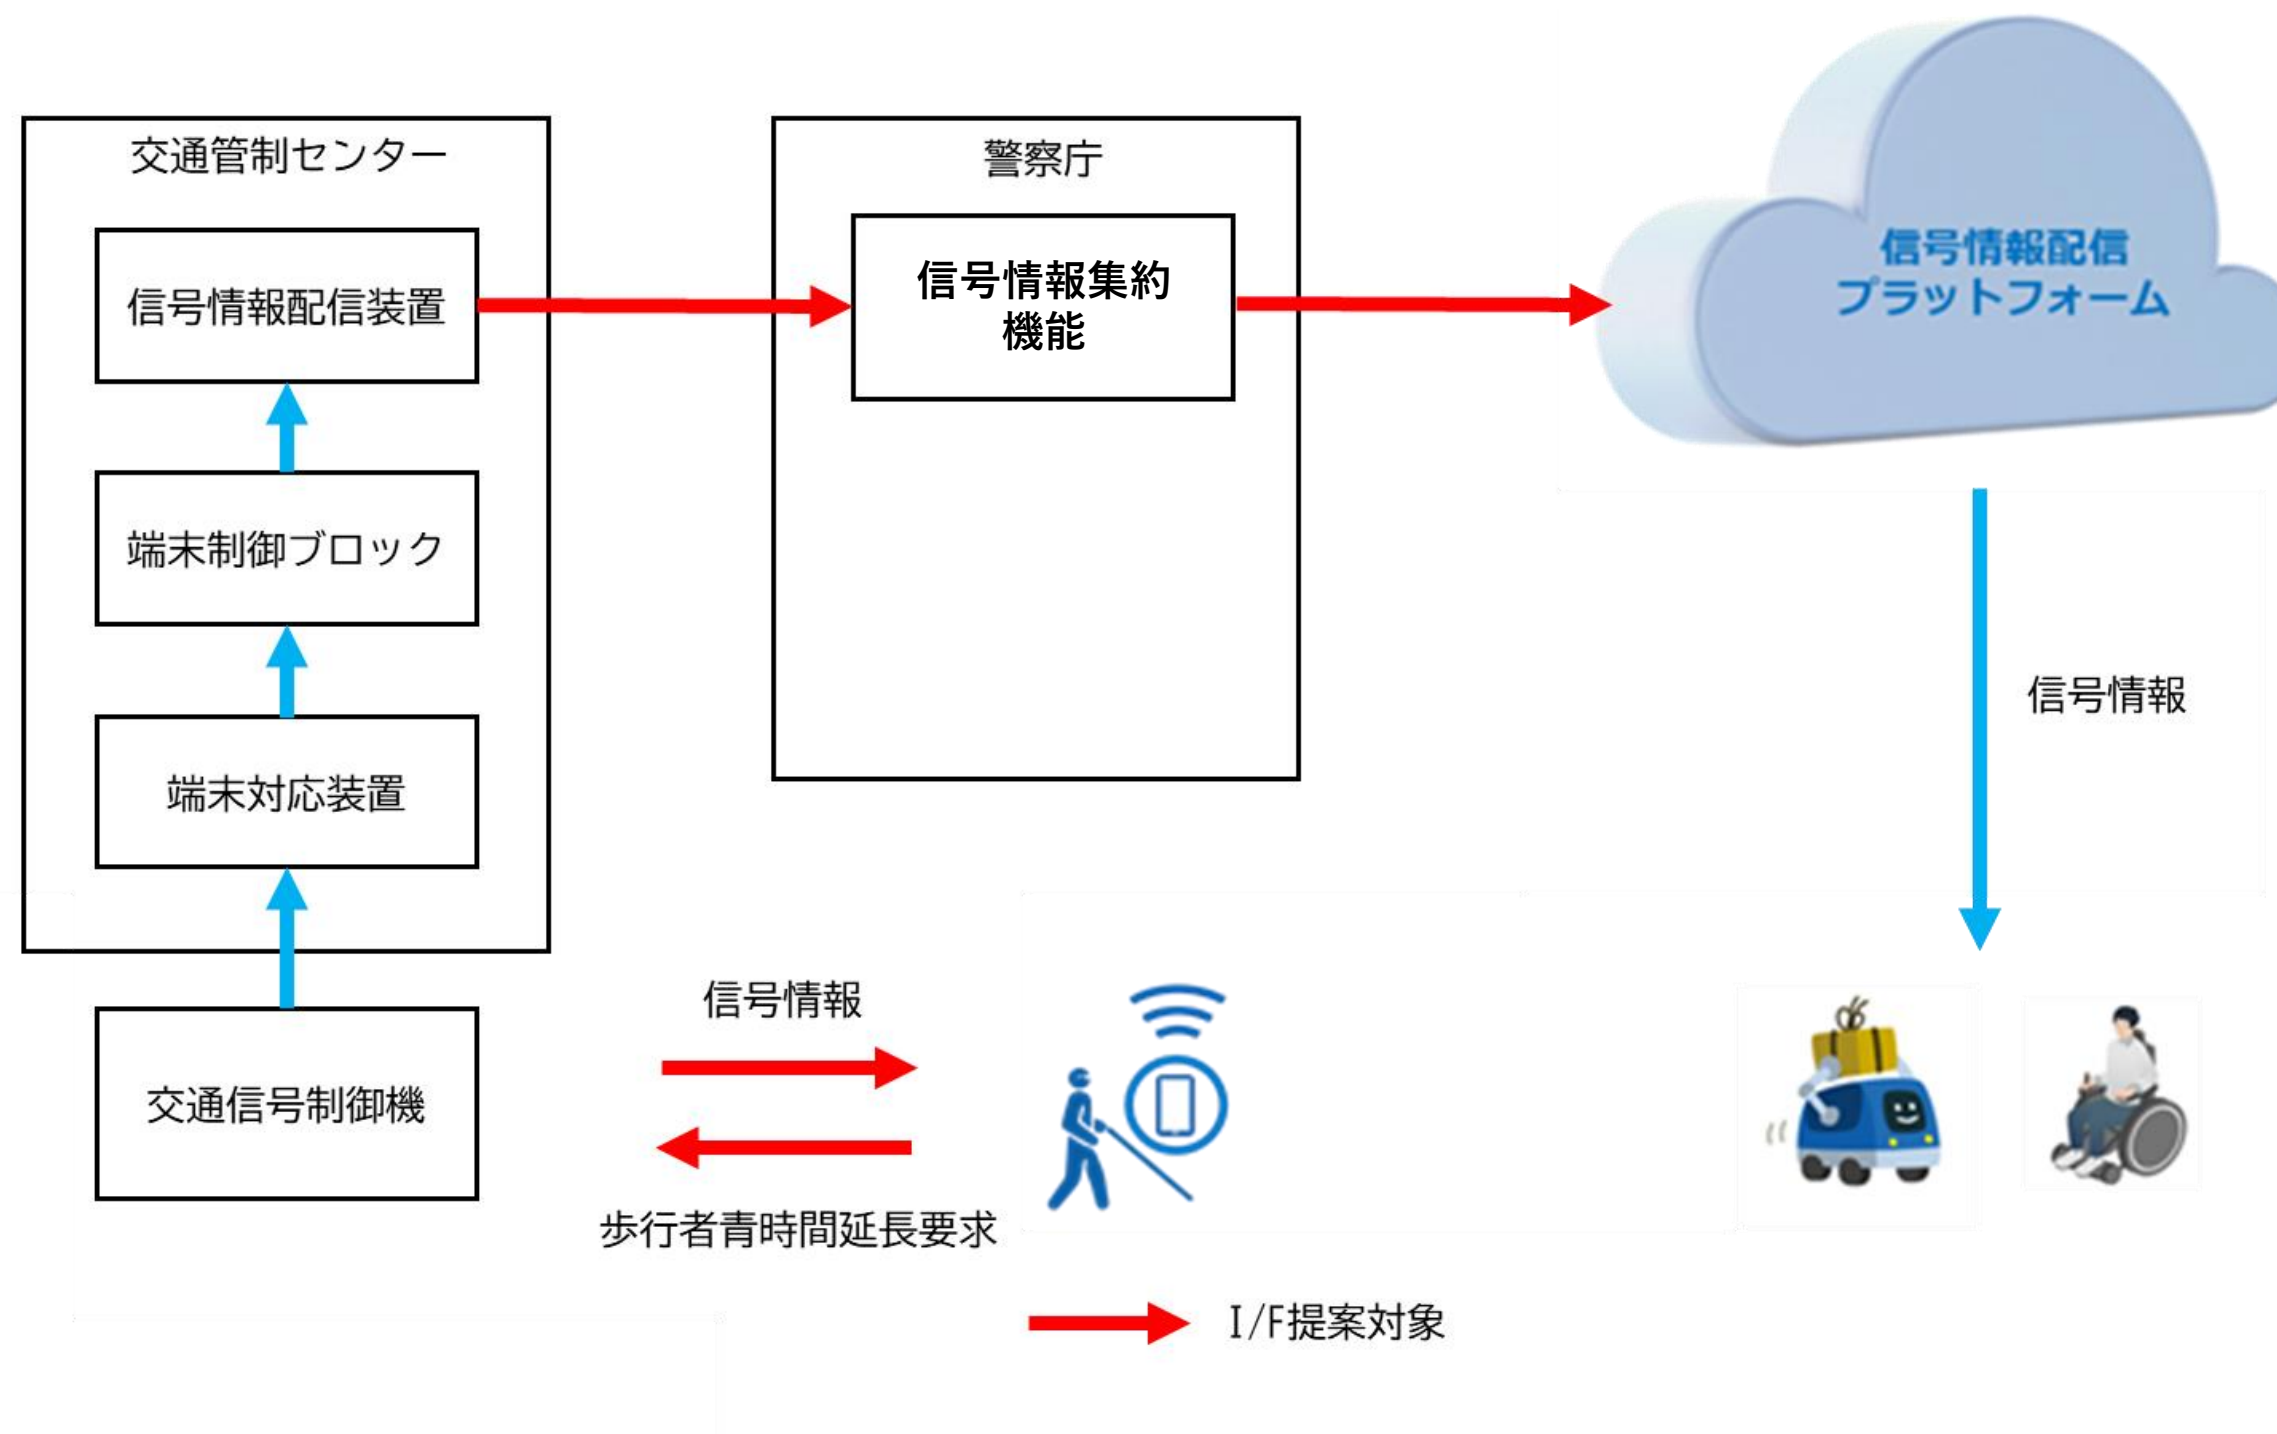 交通管制センター
信号情報配信装置
端末制御ブロック
端末対応装置
交通信号制御機
警察庁
信号情報集約
機能
信号情報配信
プラットフォーム
信号情報
信号情報
歩行者青時間延長要求
I/F提案対象